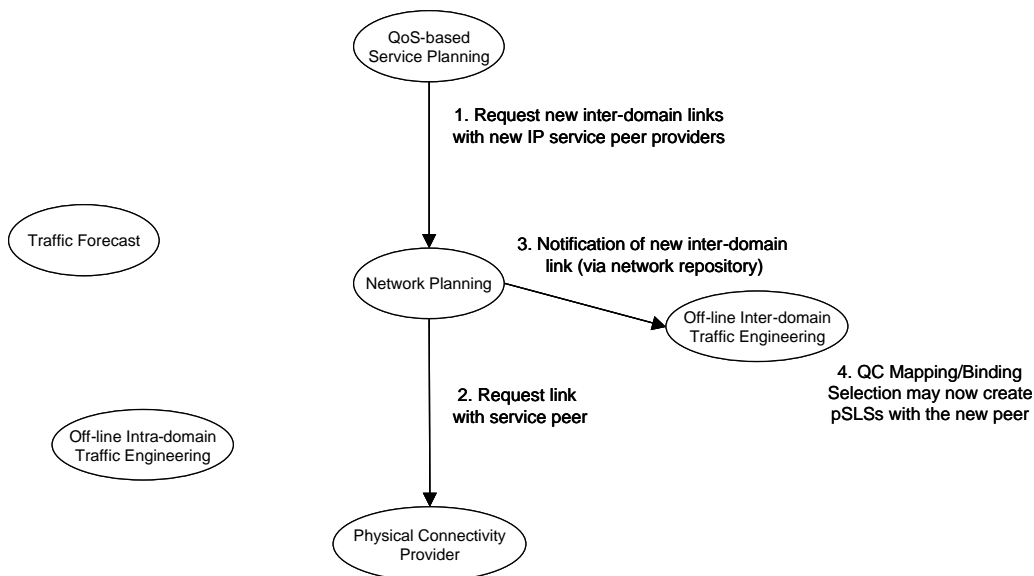 QoS-based
Service Planning
1. Request new inter-domain links
with new IP service peer providers
Traffic Forecast
3. Notification of new inter-domain
link (via network repository)
Network Planning
Off-line Inter-domain
Traffic Engineering
4. QC Mapping/Binding
Selection may now create
pSLSs with the new peer
2. Request link
with service peer
Off-line Intra-domain
Traffic Engineering
Physical Connectivity
Provider